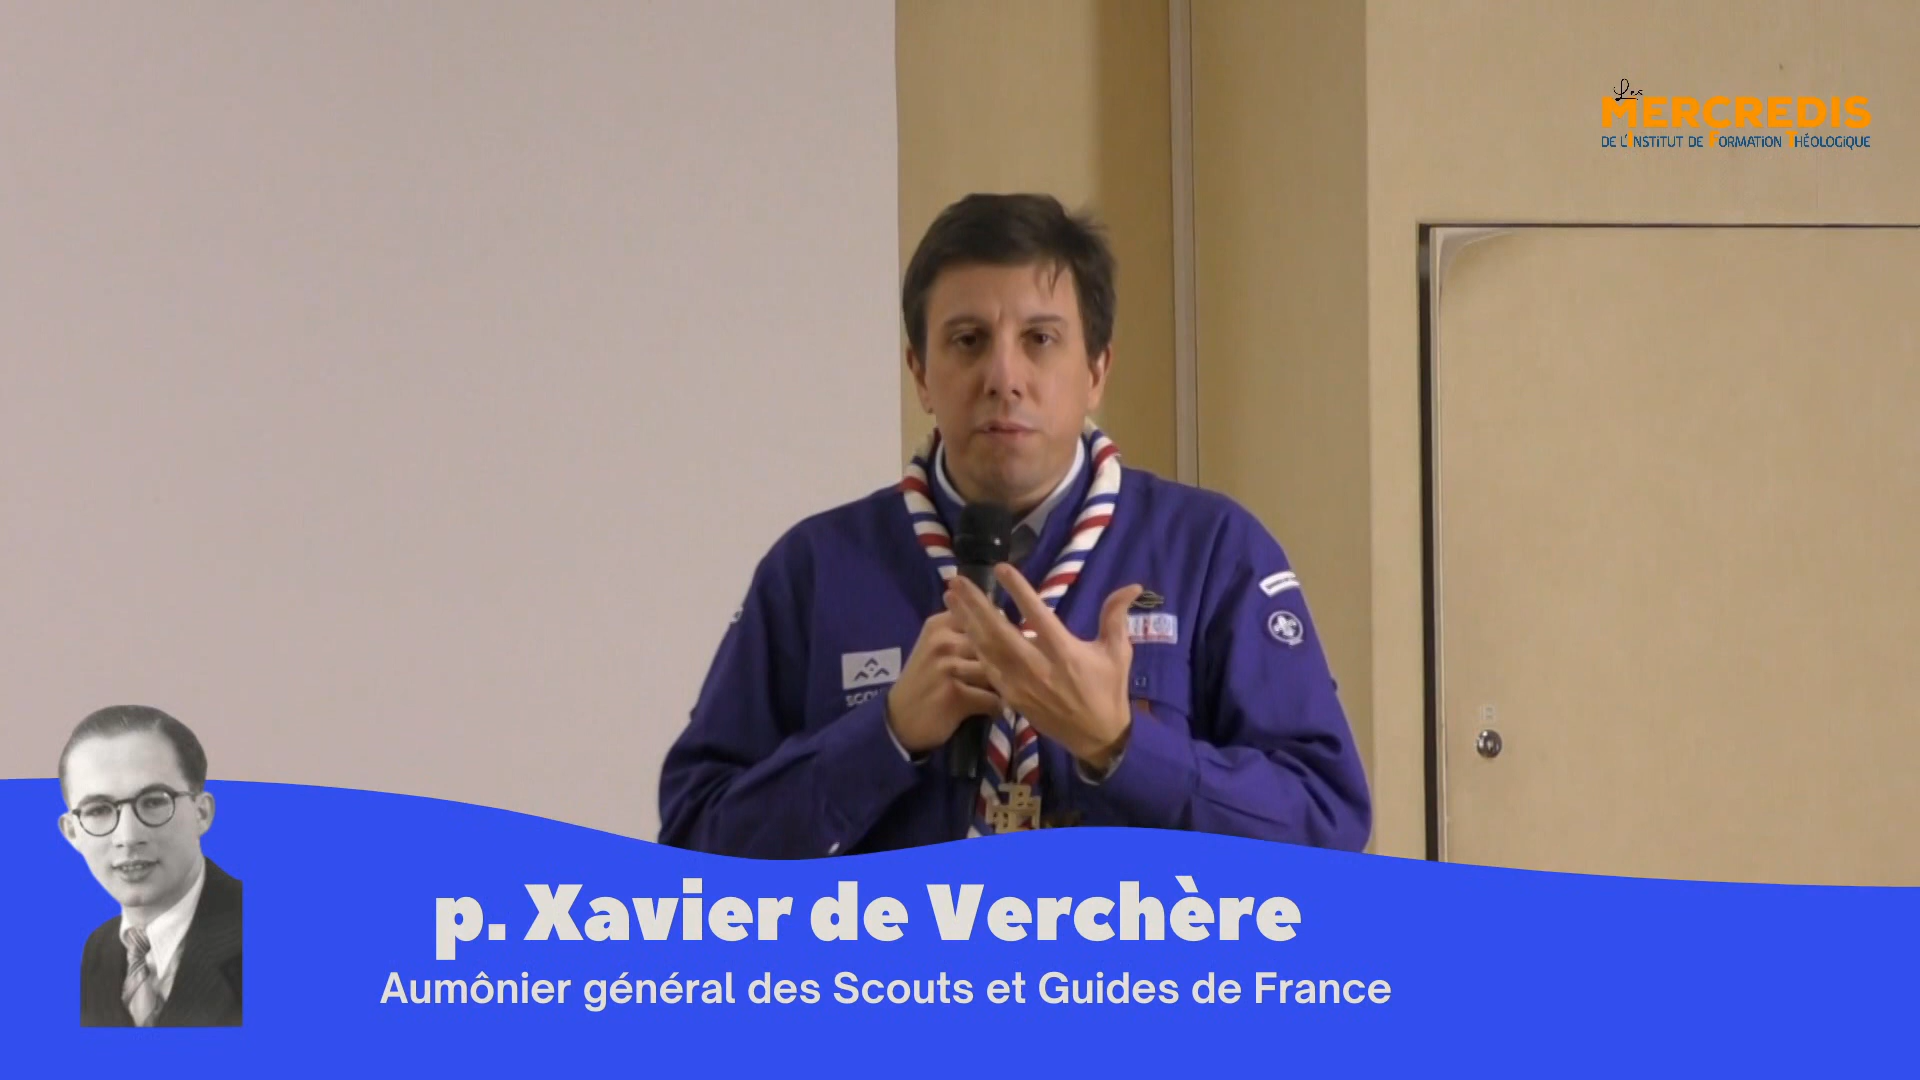 Les
MERCREDIS
DE L'INSTITUT DE FORMATION THÉOLOGIQUE
p. Xavier de Verchère
Aumônier général des Scouts et Guides de France